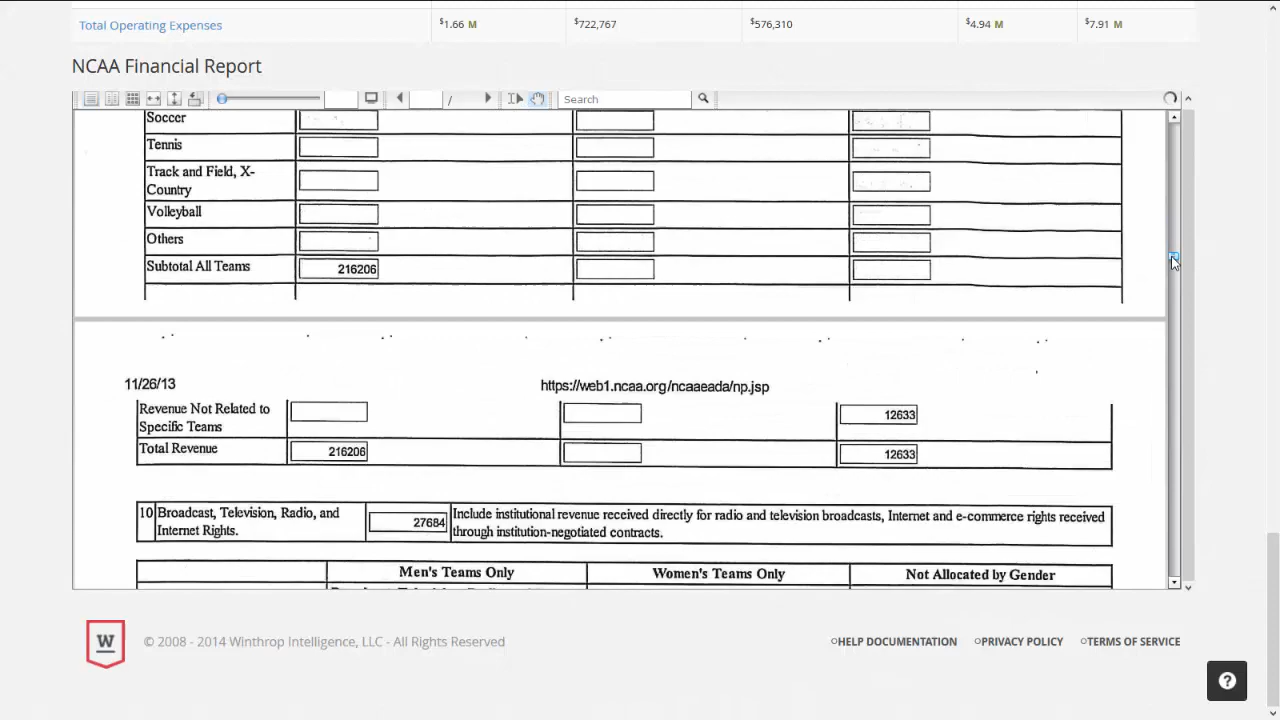 Total Operating Expenses $1.66 M $722,767 $576,310 $4.94 M $7.91 M
NCAA Financial Report
/ Search
Soccer
Tennis
Track and Field, X-
Country
Volleyball
Others
Subtotal All Teams 216206
11/26/13 https://web1.ncaa.org/ncaaeada/np.jsp
Revenue Not Related to
Specific Teams 12633
Total Revenue 216206 12633
10 Broadcast, Television, Radio, and
Internet Rights. 27684 Include institutional revenue received directly for radio and television broadcasts, Internet and e-commerce rights received
through institution-negotiated contracts.
Men's Teams Only Women's Teams Only Not Allocated by Gender
W © 2008 - 2014 Winthrop Intelligence, LLC - All Rights Reserved HELP DOCUMENTATION PRIVACY POLICY TERMS OF SERVICE
?